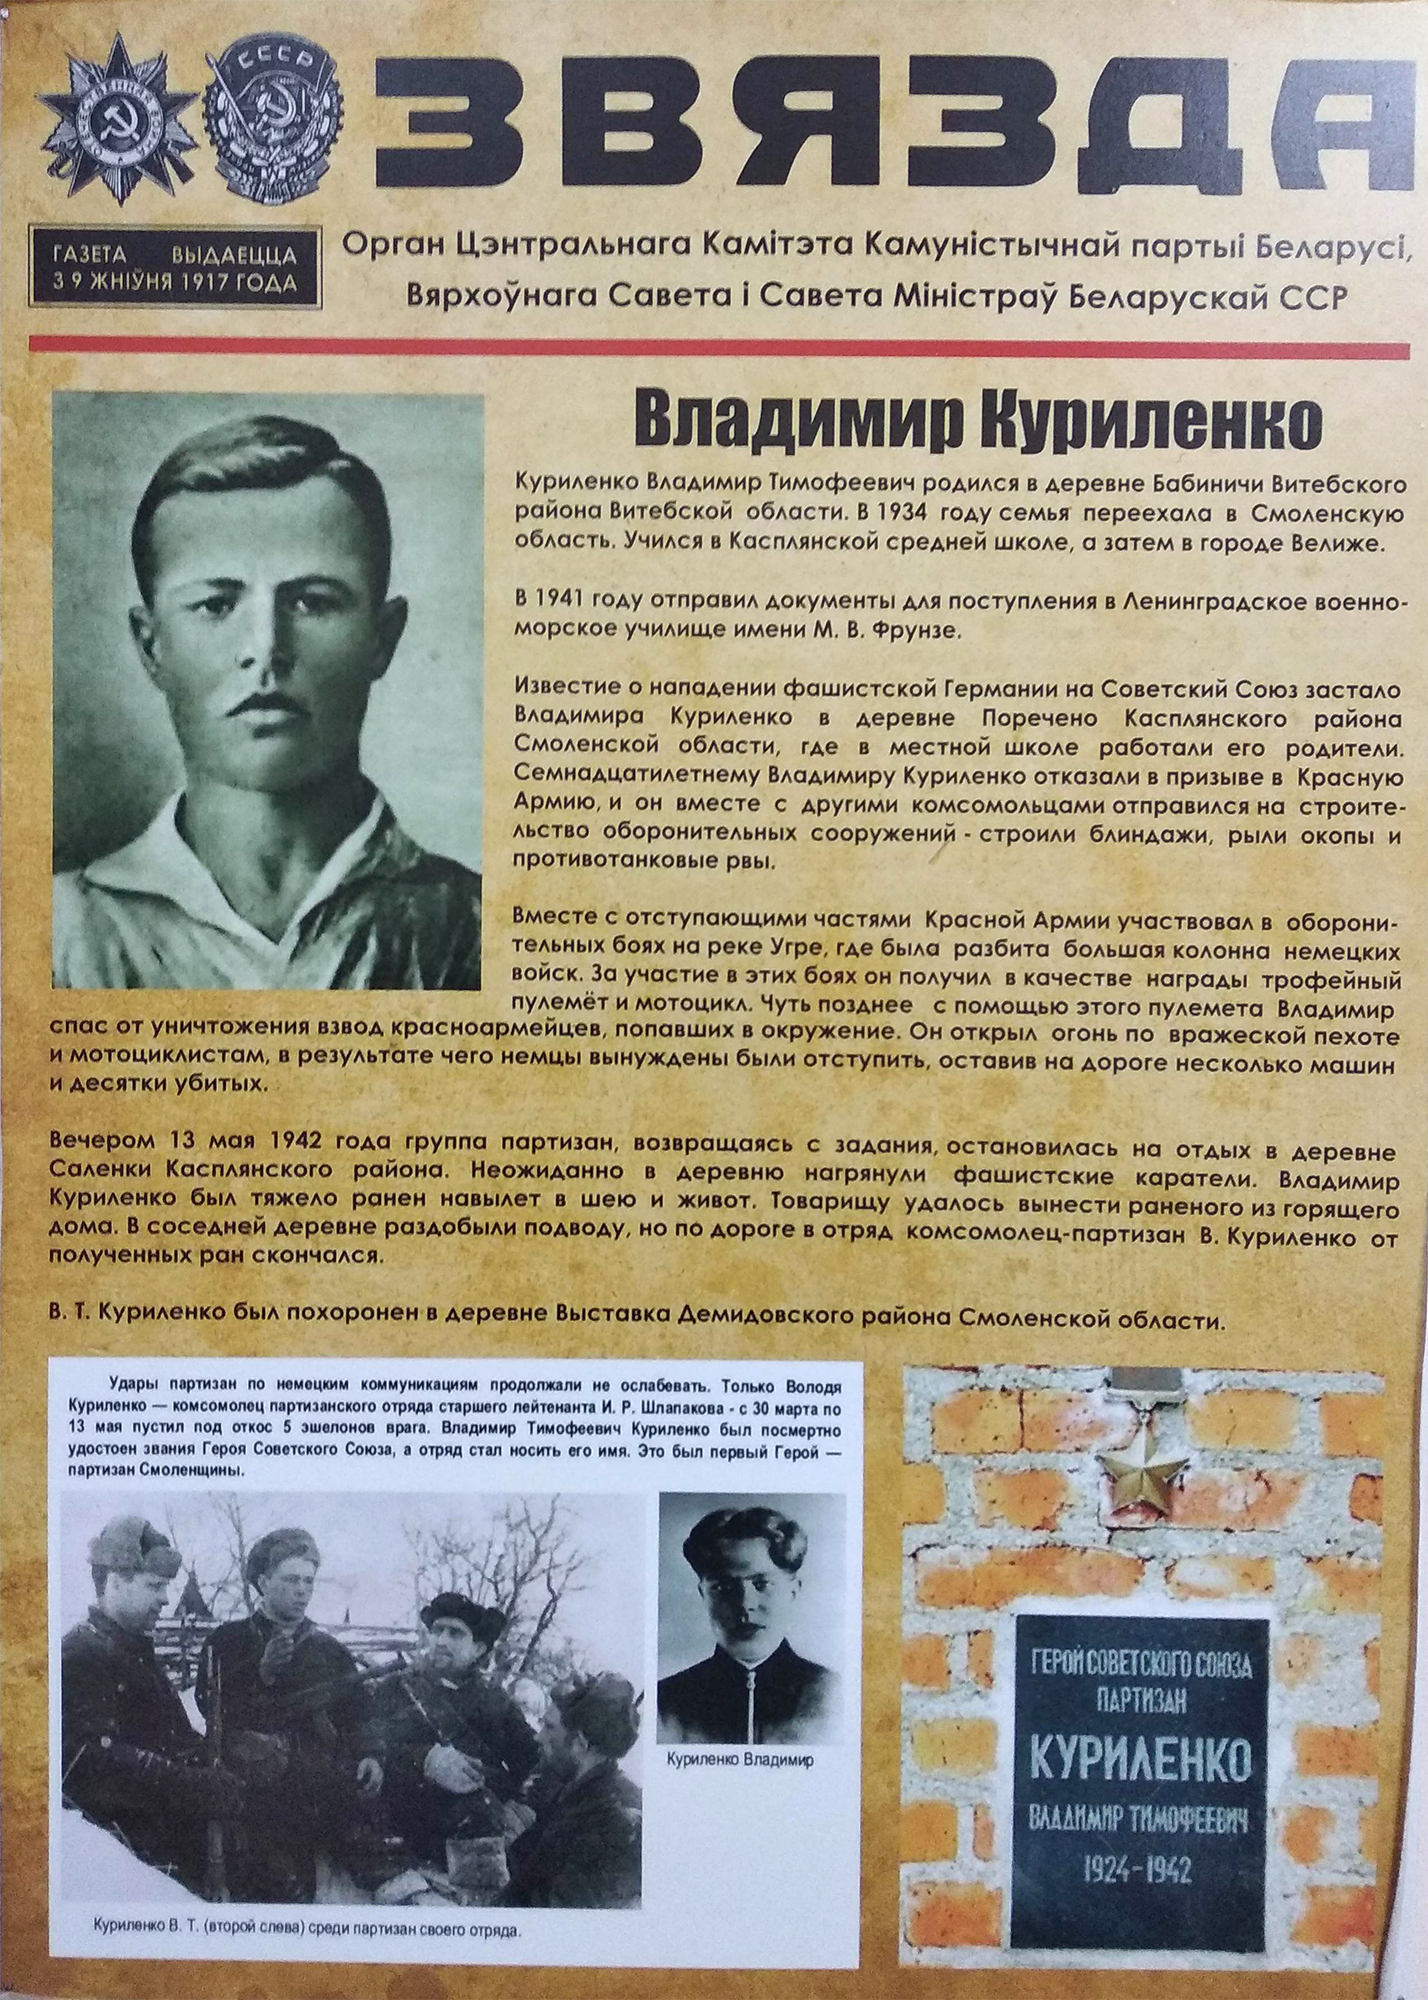 СССР
ЗВЯЗДА
ГАЗЕТА ВЫДАЕЦЦА
З 9 ЖНІЎНЯ 1917 ГОДА
Орган Цэнтральнага Камітэта Камуністычнай партыі Беларусі,
Вярхоўнага Савета і Савета Міністраў Беларускай ССР
Владимир Куриленко
Куриленко Владимир Тимофеевич родился в деревне Бабиничи Витебского
района Витебской области. В 1934 году семья переехала в Смоленскую
область. Учился в Касплянской средней школе, а затем в городе Велиже.
В 1941 году отправил документы для поступления в Ленинградское военно-
морское училище имени М. В. Фрунзе.
Известие о нападении фашистской Германии на Советский Союз застало
Владимира Куриленко в деревне Поречено Касплянского района
Смоленской области, где в местной школе работали его родители.
Семнадцатилетнему Владимиру Куриленко отказали в призыве в Красную
Армию, и он вместе с другими комсомольцами отправился на строите-
льство оборонительных сооружений - строили блиндажи, рыли окопы и
противотанковые рвы.
Вместе с отступающими частями Красной Армии участвовал в оборони-
тельных боях на реке Угре, где была разбита большая колонна немецких
войск. За участие в этих боях он получил в качестве награды трофейный
пулемёт и мотоцикл. Чуть позднее с помощью этого пулемета Владимир
спас от уничтожения взвод красноармейцев, попавших в окружение. Он открыл огонь по вражеской пехоте
и мотоциклистам, в результате чего немцы вынуждены были отступить, оставив на дороге несколько машин
и десятки убитых.
Вечером 13 мая 1942 года группа партизан, возвращаясь с задания, остановилась на отдых в деревне
Саленки Касплянского района. Неожиданно в деревню нагрянули фашистские каратели. Владимир
Куриленко был тяжело ранен навылет в шею и живот. Товарищу удалось вынести раненого из горящего
дома. В соседней деревне раздобыли подводу, но по дороге в отряд комсомолец-партизан В. Куриленко от
полученных ран скончался.
В. Т. Куриленко был похоронен в деревне Выставка Демидовского района Смоленской области.
Удары партизан по немецким коммуникациям продолжали не ослабевать. Только Володя
Куриленко — комсомолец партизанского отряда старшего лейтенанта И. Р. Шлапакова - с 30 марта по
13 мая пустил под откос 5 эшелонов врага. Владимир Тимофеевич Куриленко был посмертно
удостоен звания Героя Советского Союза, а отряд стал носить его имя. Это был первый Герой —
партизан Смоленщины.
Куриленко Владимир
Куриленко В. Т. (второй слева) среди партизан своего отряда.
ГЕРОЙ СОВЕТСКОГО СОЮЗА
ПАРТИЗАН
КУРИЛЕНКО
ВЛАДИМИР ТИМОФЕЕВИЧ
1924-1942